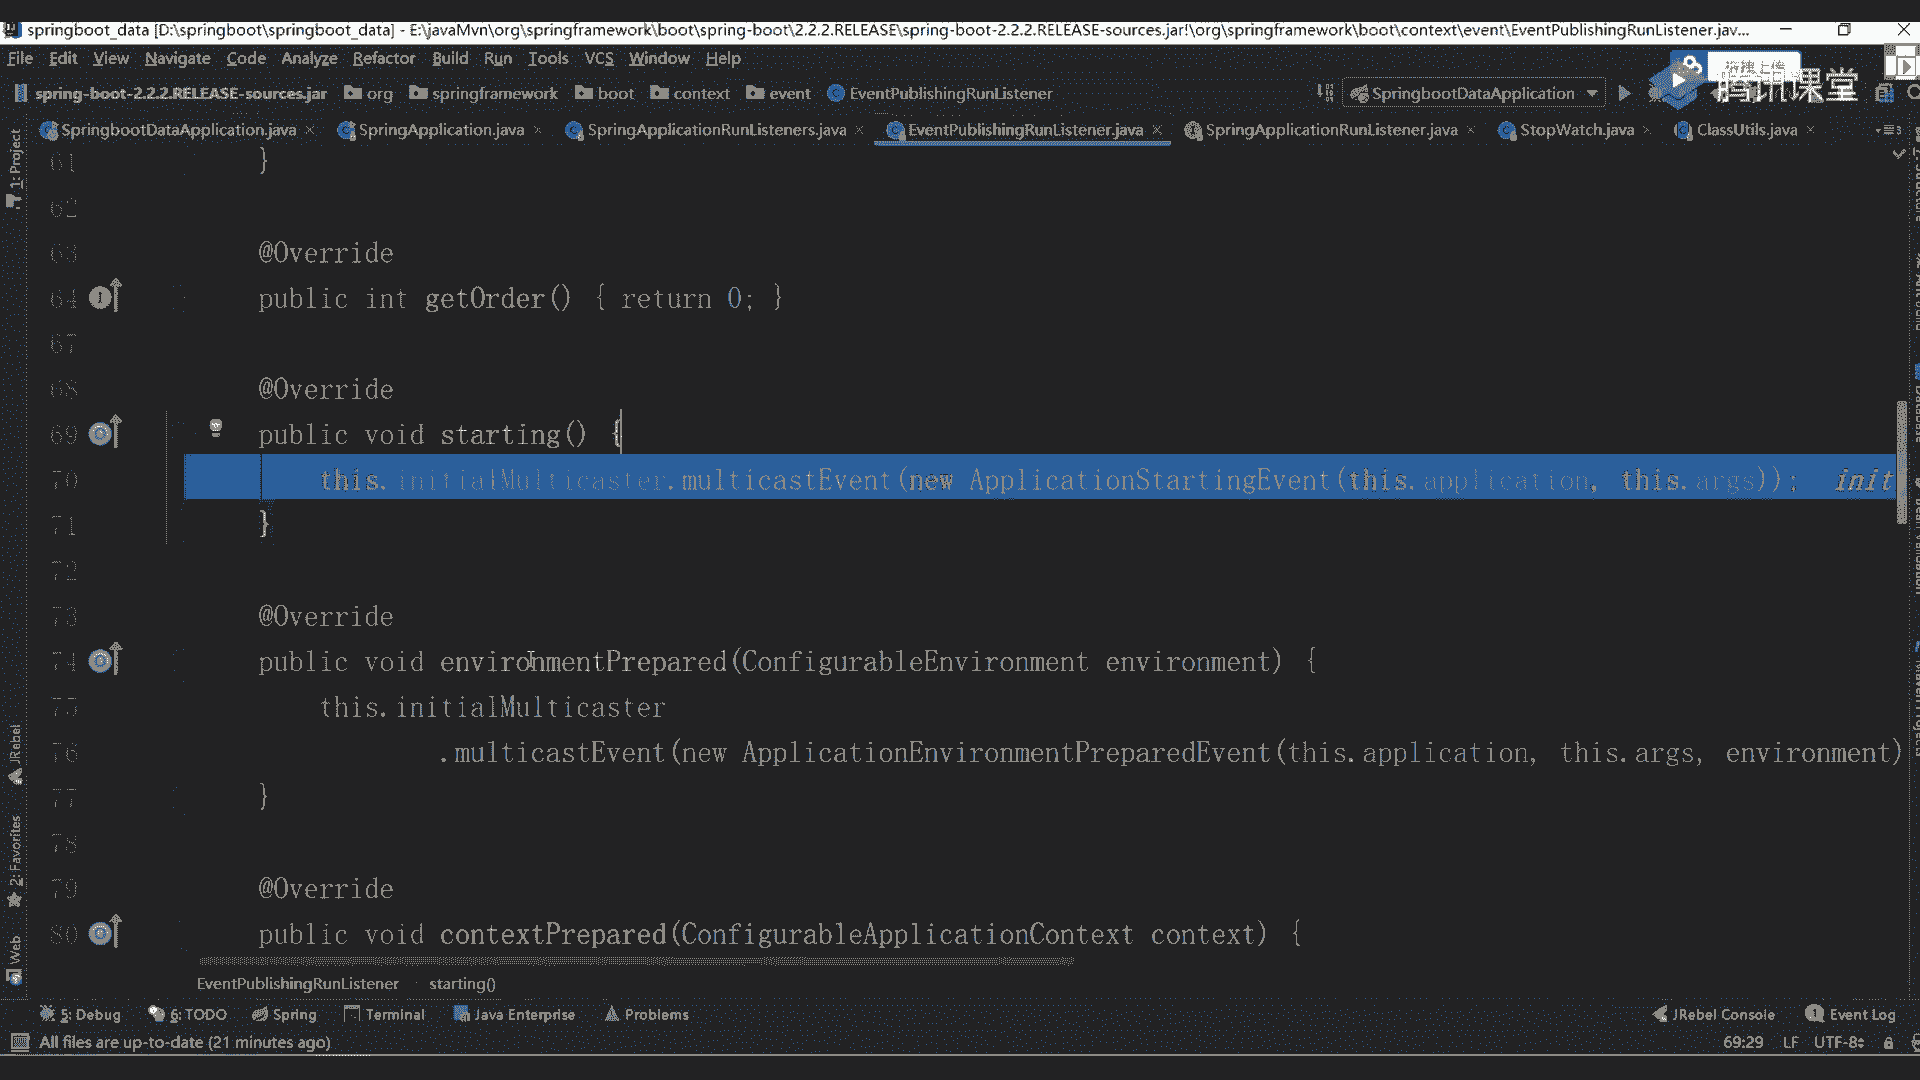 springboot_data [D:\springboot\springboot_data] - E:\javaMvn\org\springframework\boot\spring-boot\2.2.2.RELEASE\spring-boot-2.2.2.RELEASE-sources.jar!\org\springframework\boot\context\event\EventPublishingRunListener.jav...
File Edit View Navigate Code Analyze Refactor Build Run Tools VCS Window Help
spring-boot-2.2.2.RELEASE-sources.jar org springframework boot context event EventPublishingRunListener SpringbootDataApplication 腾讯课堂
SpringbootDataApplication.java SpringApplication.java SpringApplicationRunListeners.java EventPublishingRunListener.java SpringApplicationRunListener.java StopWatch.java ClassUtils.java
1: Project
61 }
62
63 @Override
64 public int getOrder() { return 0; }
67
68 @Override
69 public void starting() {
70 this.initialMulticaster.multicastEvent(new ApplicationStartingEvent(this.application, this.args)); init
71 }
72
73 @Override
74 public void environmentPrepared(ConfigurableEnvironment environment) {
75 this.initialMulticaster
76 .multicastEvent(new ApplicationEnvironmentPreparedEvent(this.application, this.args, environment)
77 }
78
79 @Override
80 public void contextPrepared(ConfigurableApplicationContext context) {
JRebel
2: Favorites
Web
EventPublishingRunListener starting()
5: Debug 6: TODO Spring Terminal Java Enterprise Problems JRebel Console Event Log
All files are up-to-date (21 minutes ago) 69:29 LF UTF-8